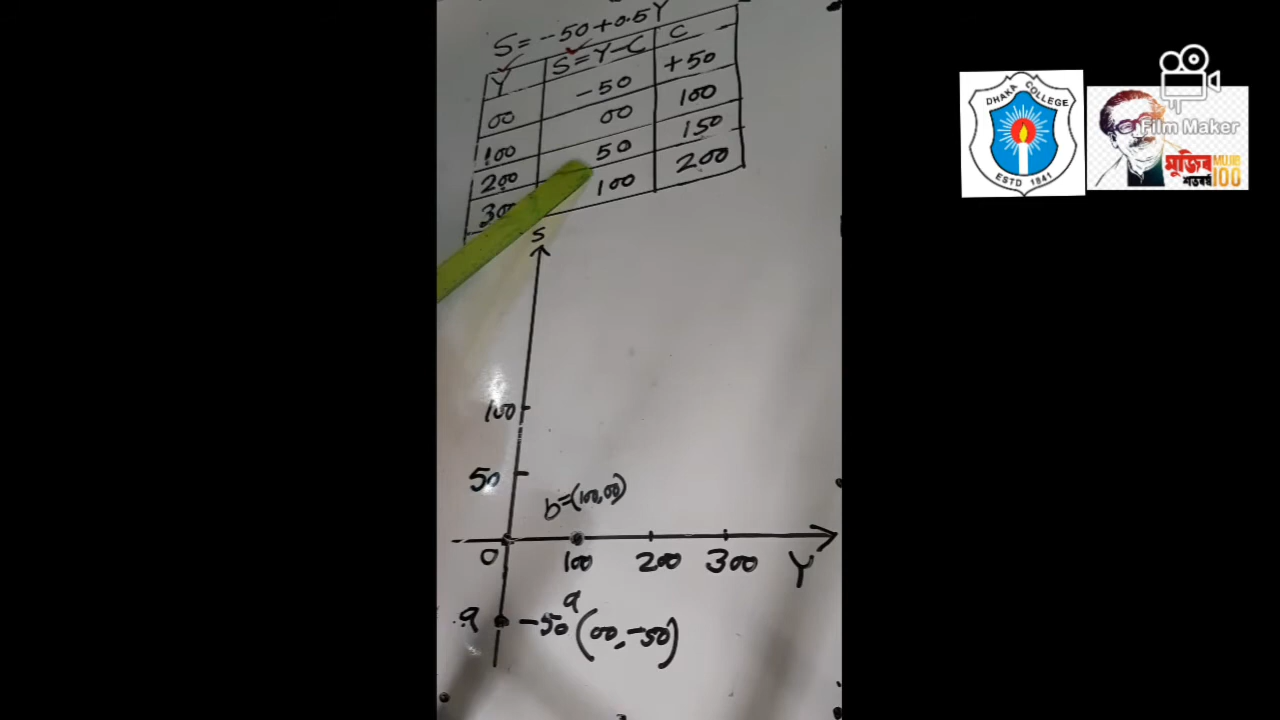 S = -50+0.5Y
Y S=Y-C C
00 -50 +50
100 00 100
200 50 150
300 100 200
S
100
50
b=(100,00)
0 100 200 300 Y
a
a -50 (00,-50)
DHAKA COLLEGE
ESTD 1841
Film Maker
মুজিব MUJIB
শতবর্ষ 100